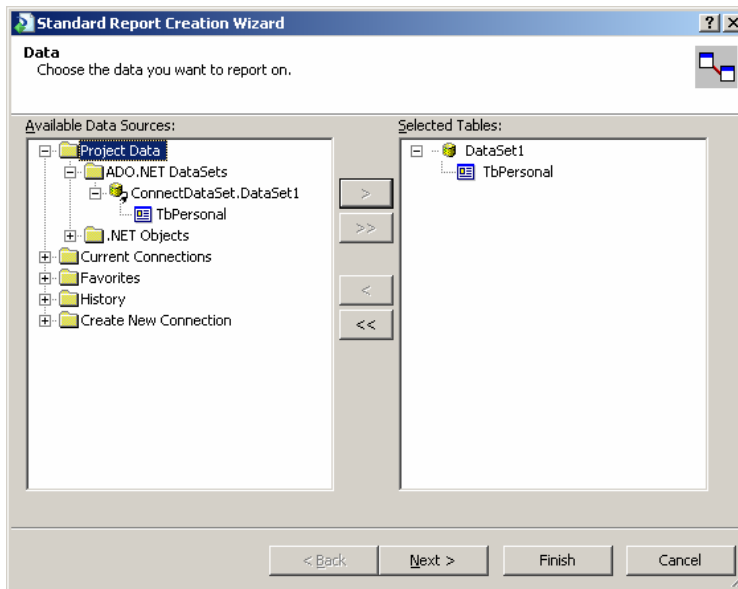 Standard Report Creation Wizard
Data
Choose the data you want to report on.
Available Data Sources:
Project Data
ADO.NET DataSets
ConnectDataSet.DataSet1
TbPersonal
.NET Objects
Current Connections
Favorites
History
Create New Connection
>
>>
<
<<
Selected Tables:
DataSet1
TbPersonal
< Back
Next >
Finish
Cancel